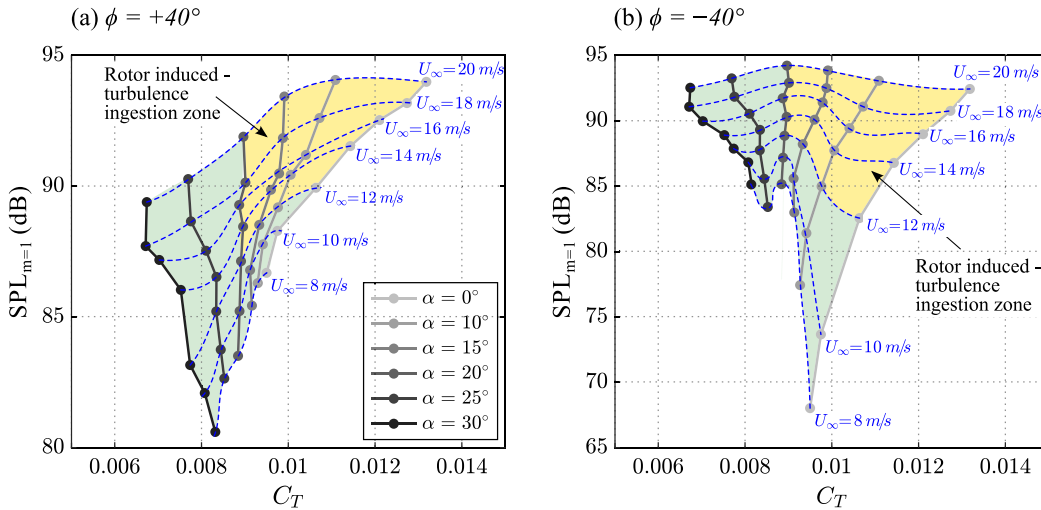 (a) ϕ = +40°
Rotor induced -
turbulence
ingestion zone
U∞ = 20 m/s
U∞ = 18 m/s
U∞ = 16 m/s
U∞ = 14 m/s
U∞ = 12 m/s
U∞ = 10 m/s
U∞ = 8 m/s
α = 0°
α = 10°
α = 15°
α = 20°
α = 25°
α = 30°
95
90
85
80
SPLm=1 (dB)
0.006 0.008 0.01 0.012 0.014
CT
(b) ϕ = −40°
U∞ = 20 m/s
U∞ = 18 m/s
U∞ = 16 m/s
U∞ = 14 m/s
U∞ = 12 m/s
Rotor induced -
turbulence
ingestion zone
U∞ = 10 m/s
U∞ = 8 m/s
95
90
85
80
75
70
65
SPLm=1 (dB)
0.006 0.008 0.01 0.012 0.014
CT